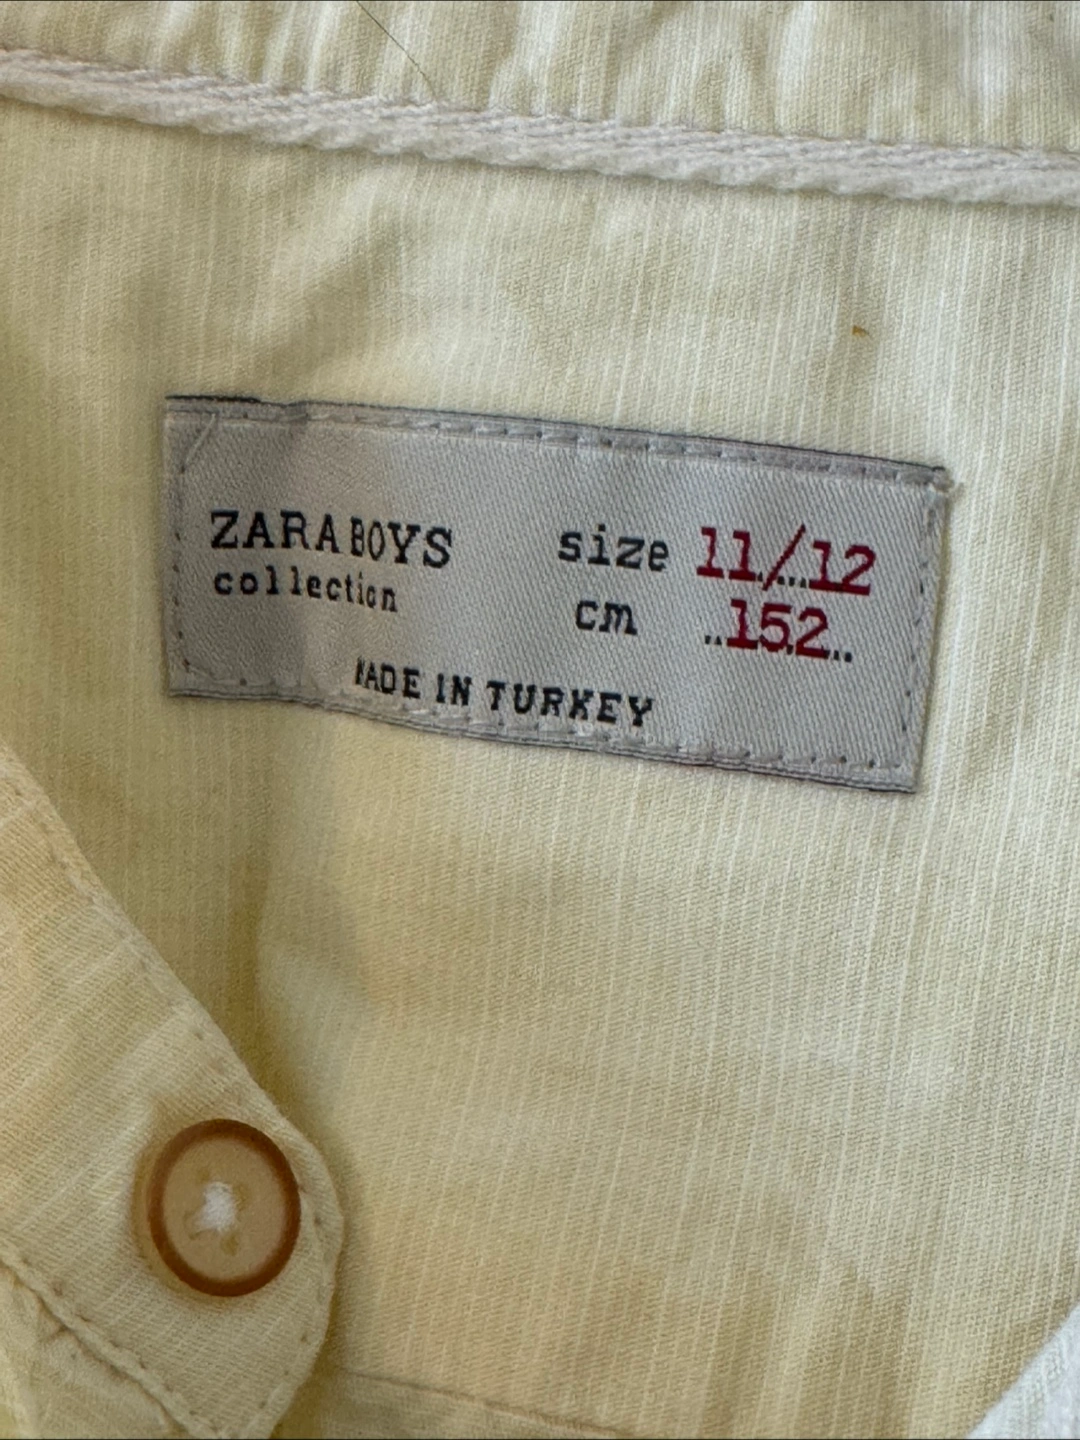 ZARA BOYS size 11/12
collection cm ..152..
MADE IN TURKEY